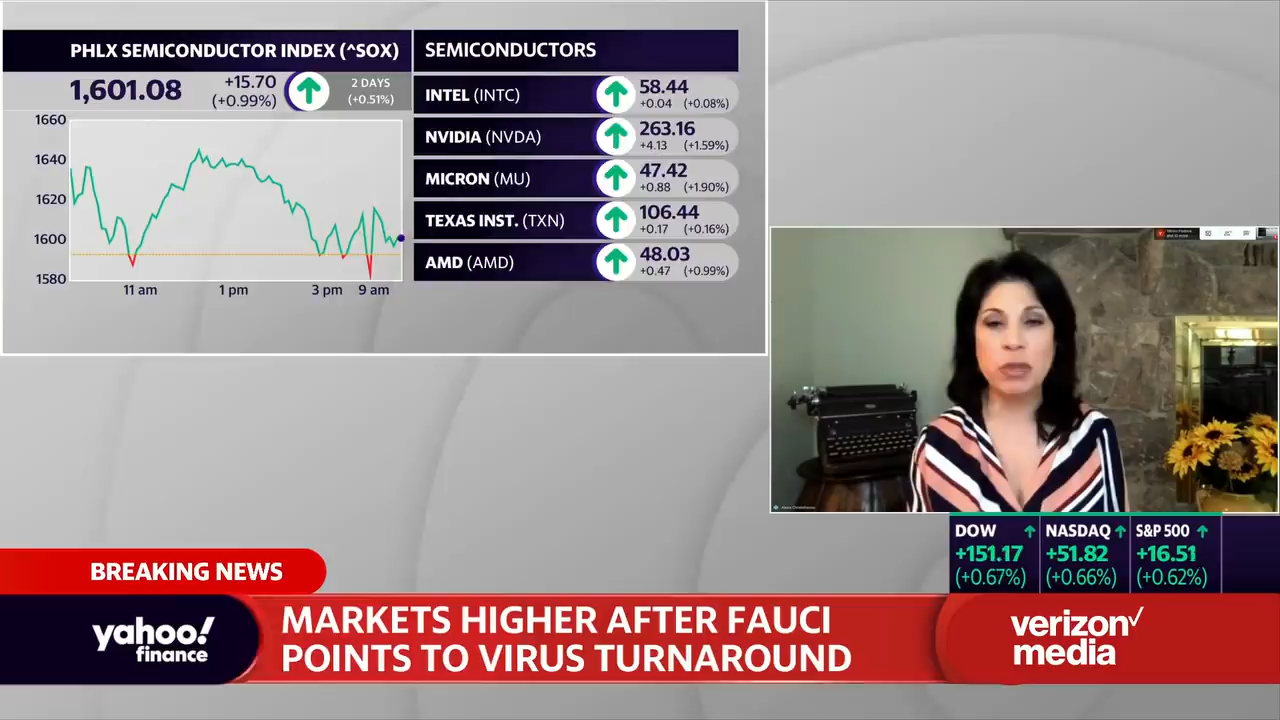 PHLX SEMICONDUCTOR INDEX (^SOX)
1,601.08
+15.70
(+0.99%)
2 DAYS
(+0.51%)
1660
1640
1620
1600
1580
11 am
1 pm
3 pm
9 am
SEMICONDUCTORS
INTEL (INTC)
58.44
+0.04 (+0.08%)
NVIDIA (NVDA)
263.16
+4.13 (+1.59%)
MICRON (MU)
47.42
+0.88 (+1.90%)
TEXAS INST. (TXN)
106.44
+0.17 (+0.16%)
AMD (AMD)
48.03
+0.47 (+0.99%)
DOW
+151.17
(+0.67%)
NASDAQ
+51.82
(+0.66%)
S&P 500
+16.51
(+0.62%)
BREAKING NEWS
yahoo!
finance
MARKETS HIGHER AFTER FAUCI
POINTS TO VIRUS TURNAROUND
verizon
media